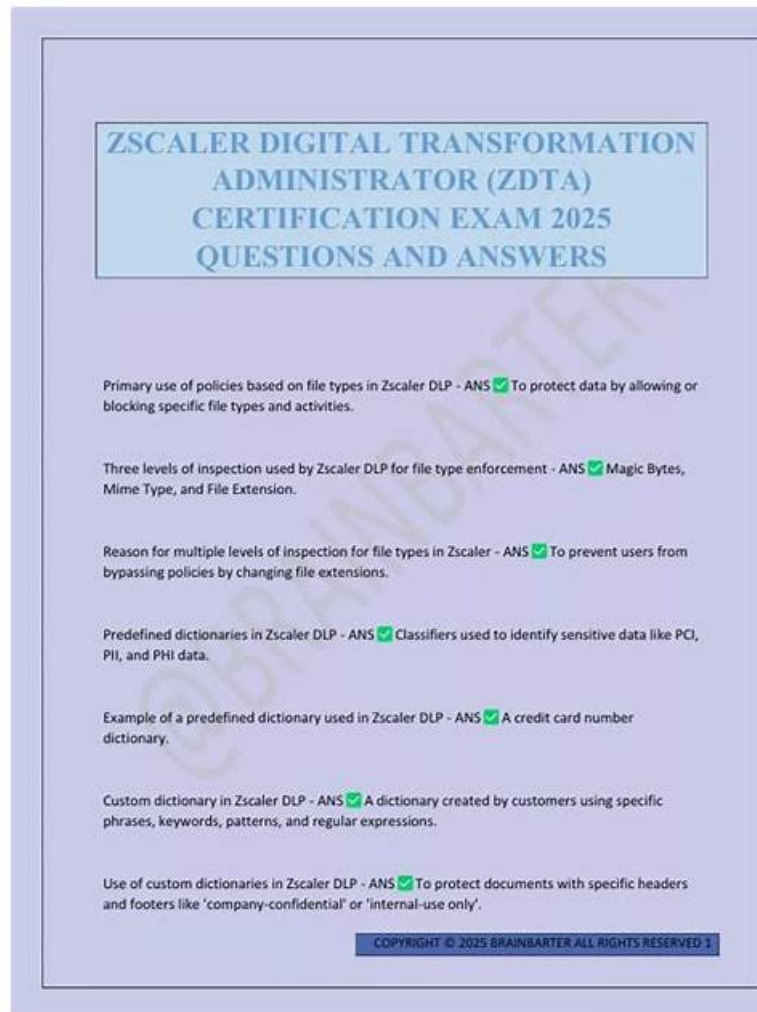 ZSCALER DIGITAL TRANSFORMATION
ADMINISTRATOR (ZDTA)
CERTIFICATION EXAM 2025
QUESTIONS AND ANSWERS
Primary use of policies based on file types in Zscaler DLP - ANS ✅ To protect data by allowing or
blocking specific file types and activities.
Three levels of inspection used by Zscaler DLP for file type enforcement - ANS ✅ Magic Bytes,
Mime Type, and File Extension.
Reason for multiple levels of inspection for file types in Zscaler - ANS ✅ To prevent users from
bypassing policies by changing file extensions.
Predefined dictionaries in Zscaler DLP - ANS ✅ Classifiers used to identify sensitive data like PCI,
PII, and PHI data.
Example of a predefined dictionary used in Zscaler DLP - ANS ✅ A credit card number
dictionary.
Custom dictionary in Zscaler DLP - ANS ✅ A dictionary created by customers using specific
phrases, keywords, patterns, and regular expressions.
Use of custom dictionaries in Zscaler DLP - ANS ✅ To protect documents with specific headers
and footers like 'company-confidential' or 'internal-use only'.
COPYRIGHT © 2025 BRAINBARTER ALL RIGHTS RESERVED 1
@BRAINBARTER